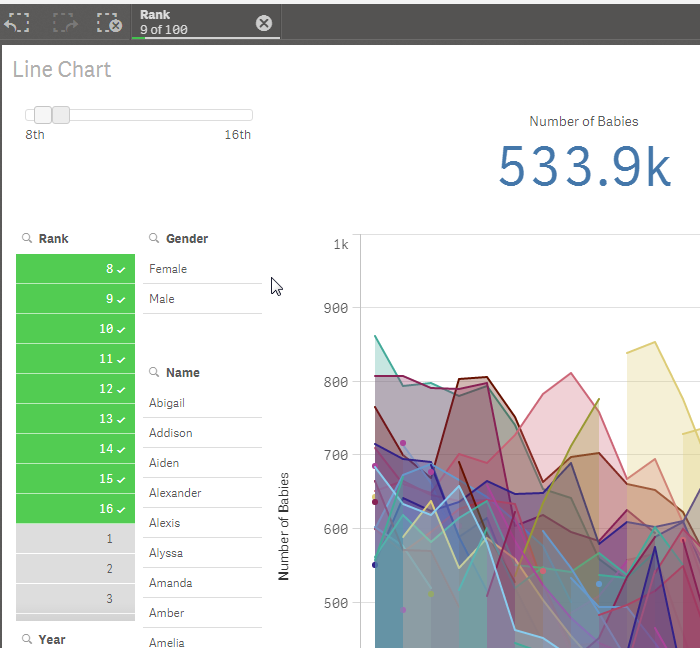 Rank
9 of 100
Line Chart
8th
16th
Number of Babies
533.9k
Rank
8
9
10
11
12
13
14
15
16
1
2
3
Year
Gender
Female
Male
Name
Abigail
Addison
Aiden
Alexander
Alexis
Alyssa
Amanda
Amber
Amelia
Number of Babies
1k
900
800
700
600
500